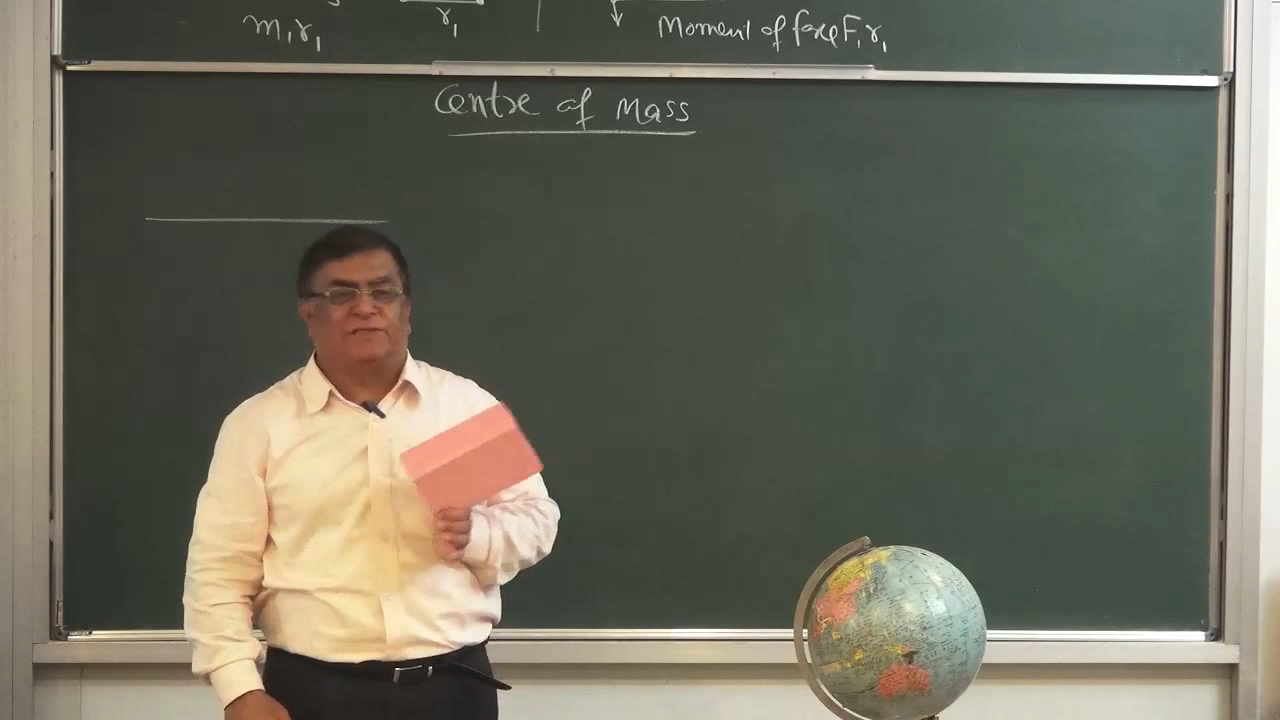 r₁
m₁r₁
Moment of force F₁r₁
Centre of Mass